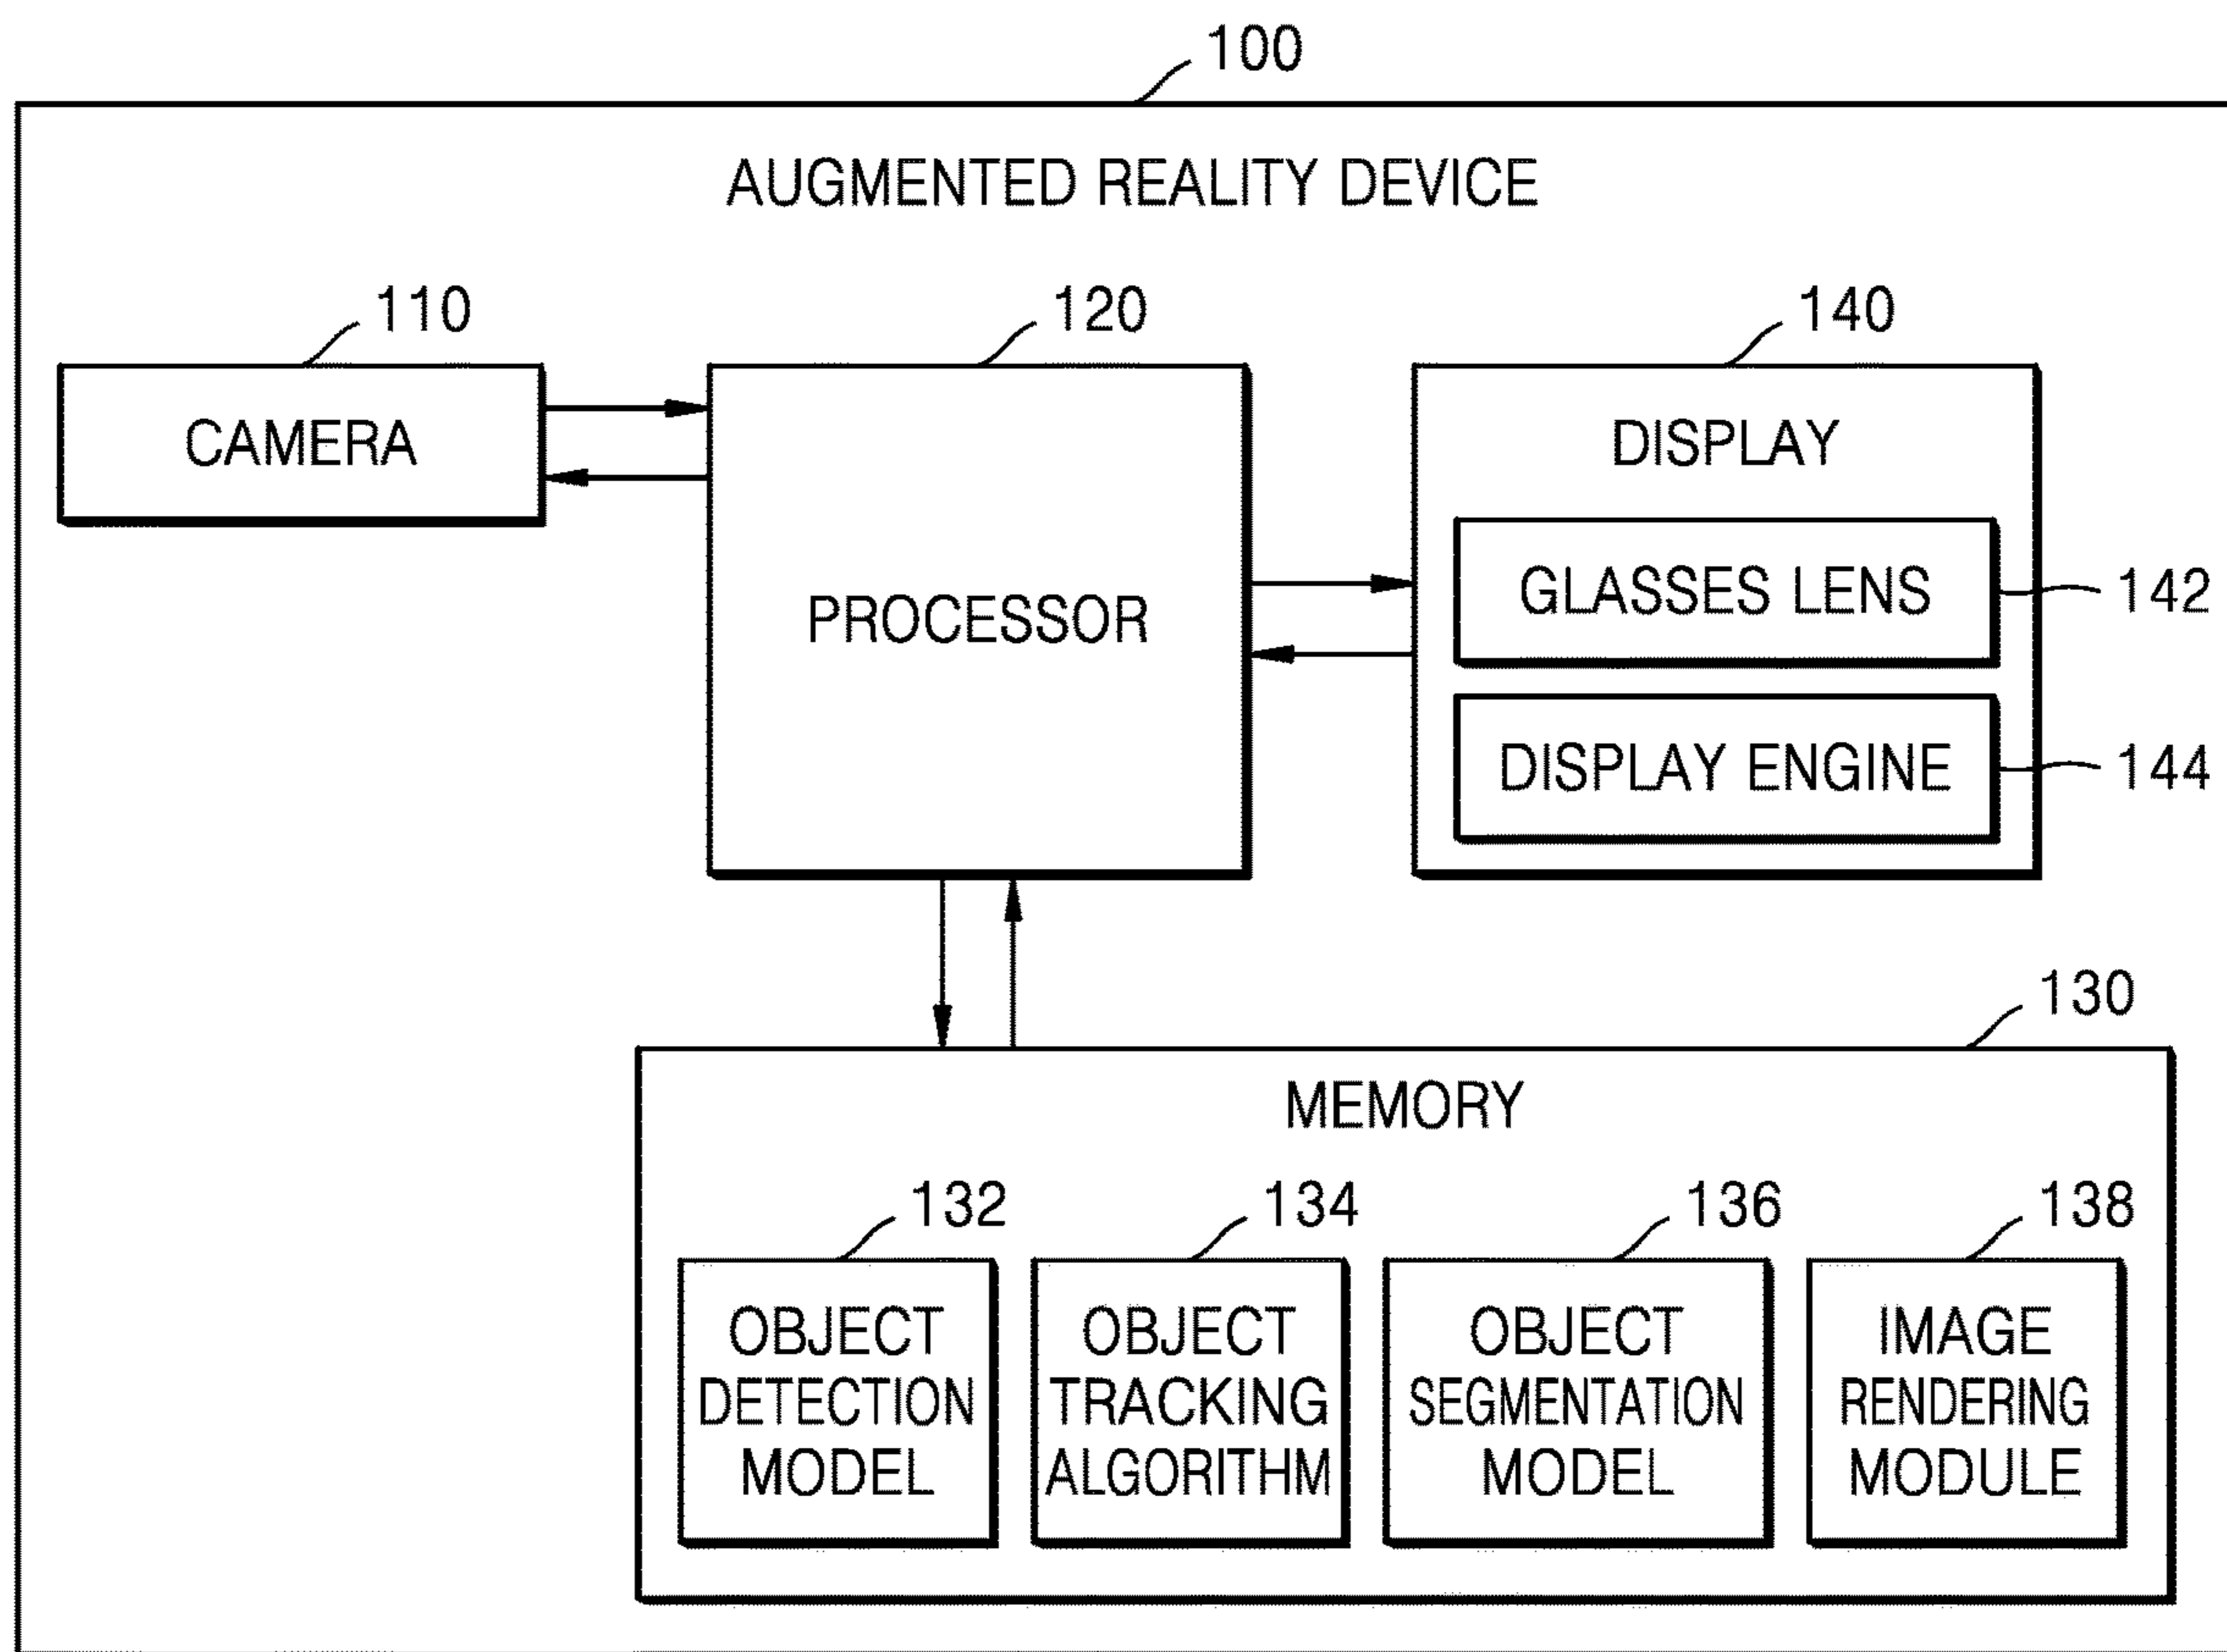 100
AUGMENTED REALITY DEVICE
110
120
140
CAMERA
PROCESSOR
DISPLAY
GLASSES LENS
142
DISPLAY ENGINE
144
130
MEMORY
132
134
136
138
OBJECT
DETECTION
MODEL
OBJECT
TRACKING
ALGORITHM
OBJECT
SEGMENTATION
MODEL
IMAGE
RENDERING
MODULE